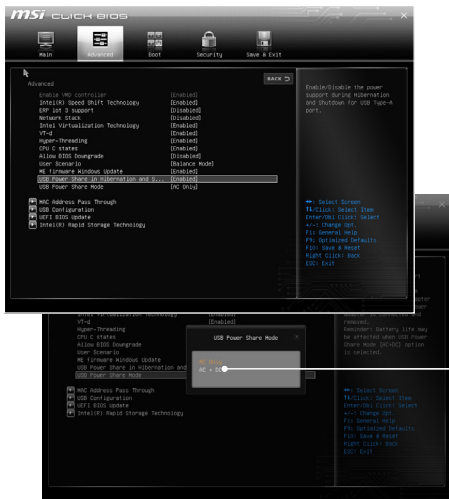 msi CLICK BIOS
Main Advanced Boot Security Save & Exit
BACK
Advanced
Enable VMD controller [Enabled]
Intel(R) Speed Shift Technology [Enabled]
ERP Lot 3 support [Disabled]
Network Stack [Disabled]
Intel Virtualization Technology [Enabled]
VT-d [Enabled]
Hyper-Threading [Enabled]
CPU C states [Enabled]
Allow BIOS Downgrade [Disabled]
User Scenario [Balance Mode]
ME firmware Windows Update [Enabled]
USB Power Share in Hibernation and S... [Enabled]
USB Power Share Mode [AC Only]
MAC Address Pass Through
USB Configuration
UEFI BIOS Update
Intel(R) Rapid Storage Technology
Enable/Disable the power
support during Hibernation
and Shutdown for USB Type-A
port.
: Select Screen
/Click: Select Item
Enter/Dbl Click: Select
+/-: Change Opt.
F1: General Help
F9: Optimized Defaults
F10: Save & Reset
Right Click: Back
ESC: Exit
Intel Virtualization Technology [Enabled]
VT-d [Enabled]
Hyper-Threading
CPU C states
Allow BIOS Downgrade
User Scenario
ME firmware Windows Update
USB Power Share in Hibernation and
USB Power Share Mode
MAC Address Pass Through
USB Configuration
UEFI BIOS Update
Intel(R) Rapid Storage Technology
USB Power Share Mode
AC Only
AC + DC
removed.
Reminder: Battery life may
be affected when USB Power
Share Mode [AC+DC] option
is selected.
: Select Screen
/Click: Select Item
Enter/Dbl Click: Select
+/-: Change Opt.
F1: General Help
F9: Optimized Defaults
F10: Save & Reset
Right Click: Back
ESC: Exit